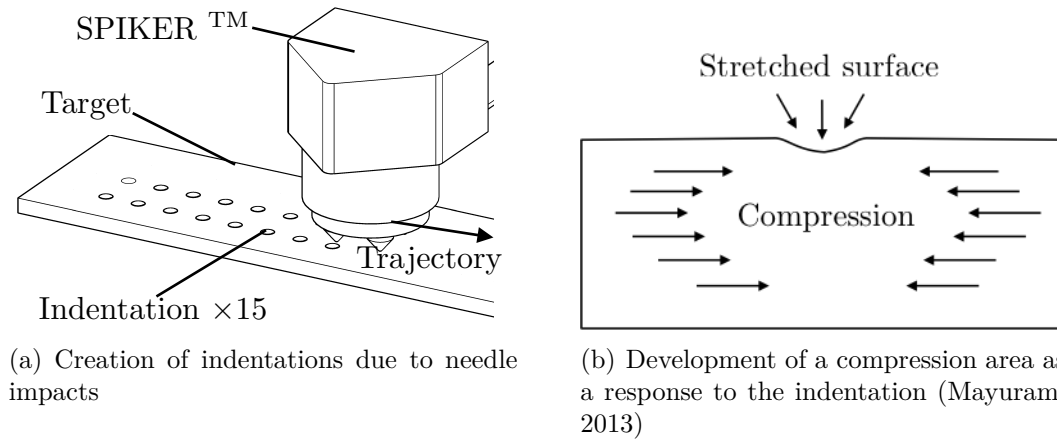 SPIKER ™
Target
Trajectory
Indentation ×15
(a) Creation of indentations due to needle
impacts
Stretched surface
Compression
(b) Development of a compression area as
a response to the indentation (Mayuram,
2013)